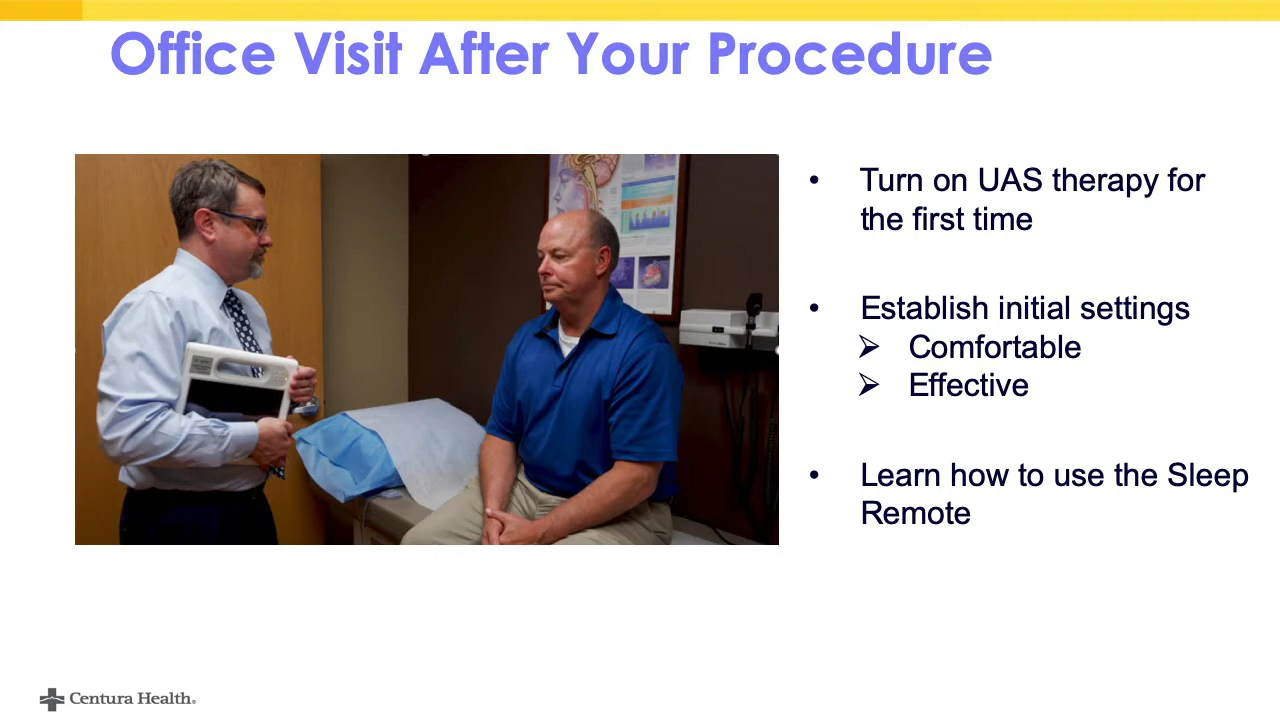 Office Visit After Your Procedure
• Turn on UAS therapy for
the first time
• Establish initial settings
➢ Comfortable
➢ Effective
• Learn how to use the Sleep
Remote
Centura Health®